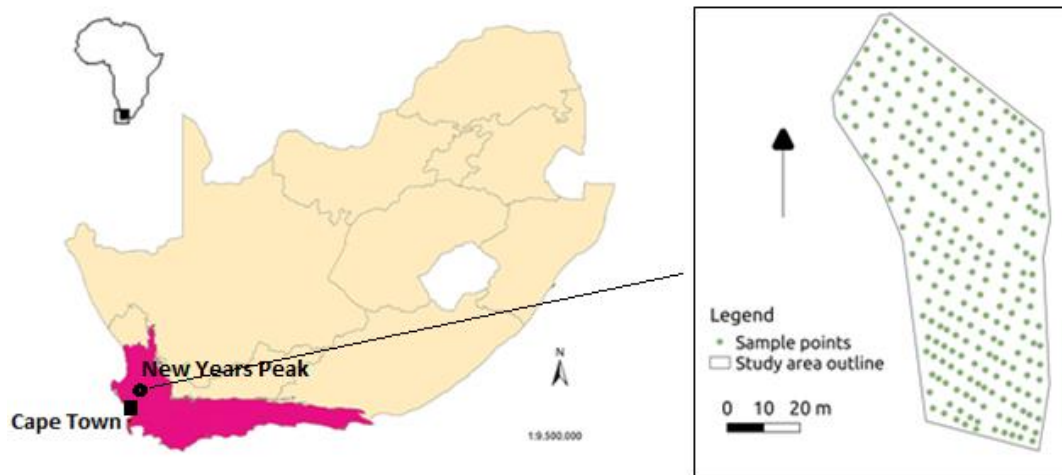 New Years Peak
Cape Town
N
1:9,500,000
Legend
Sample points
Study area outline
0 10 20 m